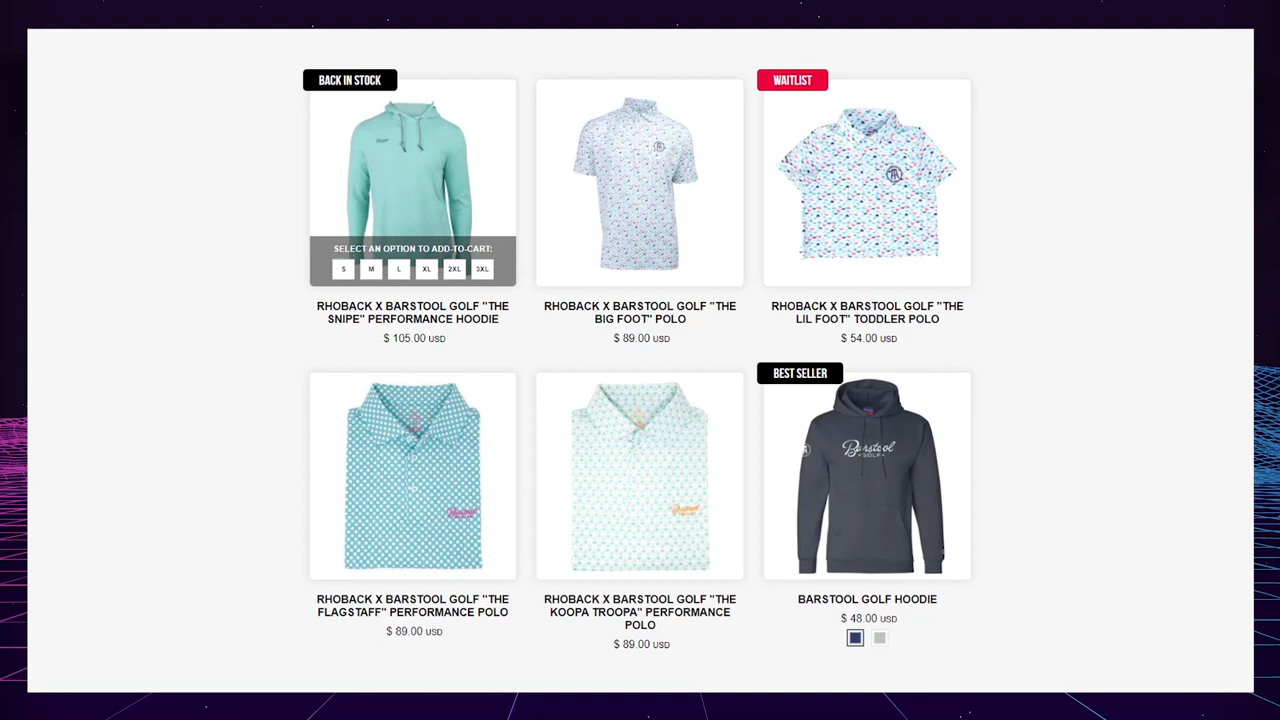 BACK IN STOCK
WAITLIST
SELECT AN OPTION TO ADD-TO-CART:
S M L XL 2XL 3XL
RHOBACK X BARSTOOL GOLF "THE
SNIPE" PERFORMANCE HOODIE
$ 105.00 USD
RHOBACK X BARSTOOL GOLF "THE
BIG FOOT" POLO
$ 89.00 USD
RHOBACK X BARSTOOL GOLF "THE
LIL FOOT" TODDLER POLO
$ 54.00 USD
BEST SELLER
Barstool
Barstool
Barstool
GOLF
RHOBACK X BARSTOOL GOLF "THE
FLAGSTAFF" PERFORMANCE POLO
$ 89.00 USD
RHOBACK X BARSTOOL GOLF "THE
KOOPA TROOPA" PERFORMANCE
POLO
$ 89.00 USD
BARSTOOL GOLF HOODIE
$ 48.00 USD